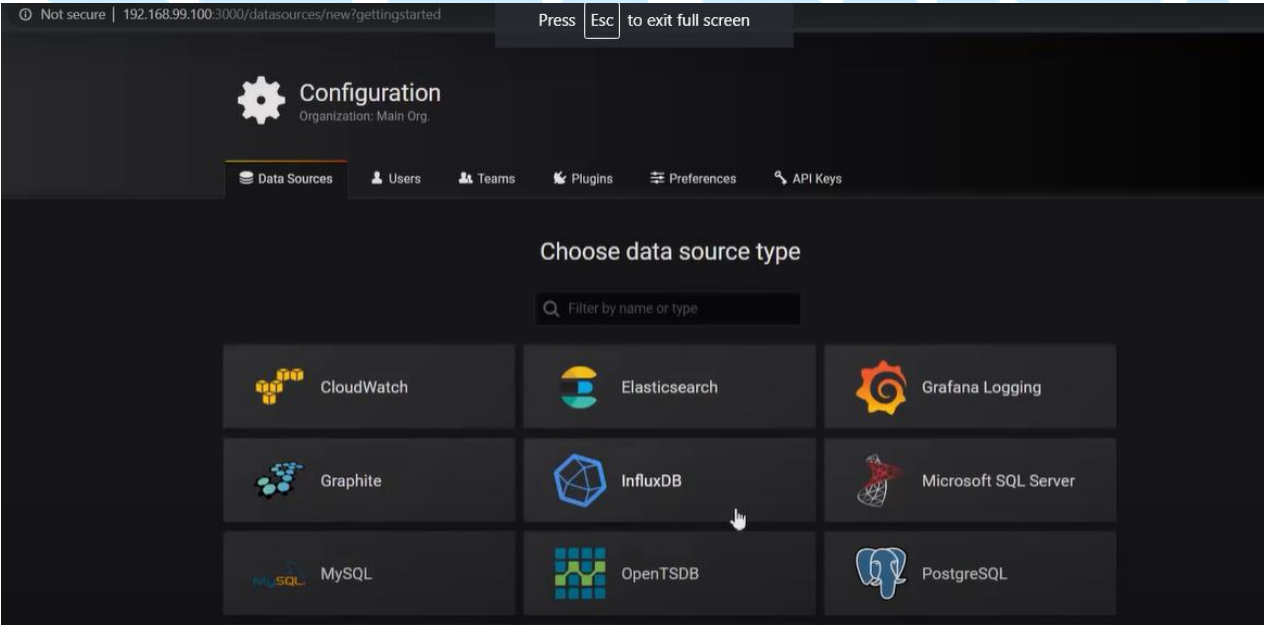 Not secure | 192.168.99.100:3000/datasources/new?gettingstarted
Press Esc to exit full screen
Configuration
Organization: Main Org.
Data Sources Users Teams Plugins Preferences API Keys
Choose data source type
Filter by name or type
CloudWatch Elasticsearch Grafana Logging
Graphite InfluxDB Microsoft SQL Server
MySQL MySQL OpenTSDB PostgreSQL